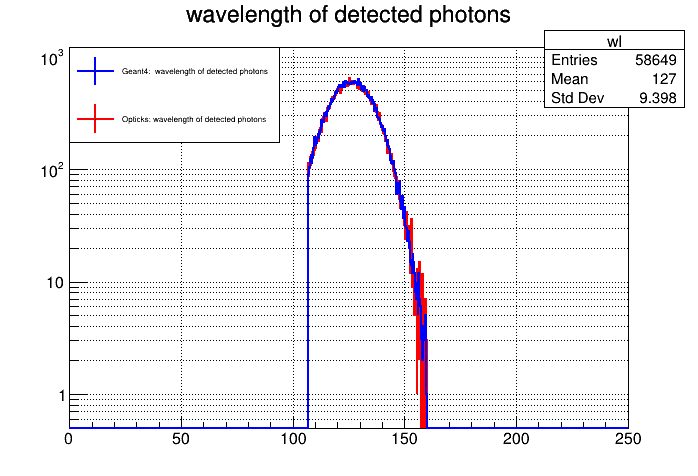 wavelength of detected photons
wl
Entries 58649
Mean 127
Std Dev 9.398
Geant4: wavelength of detected photons
Opticks: wavelength of detected photons
10³
10²
10
1
0 50 100 150 200 250